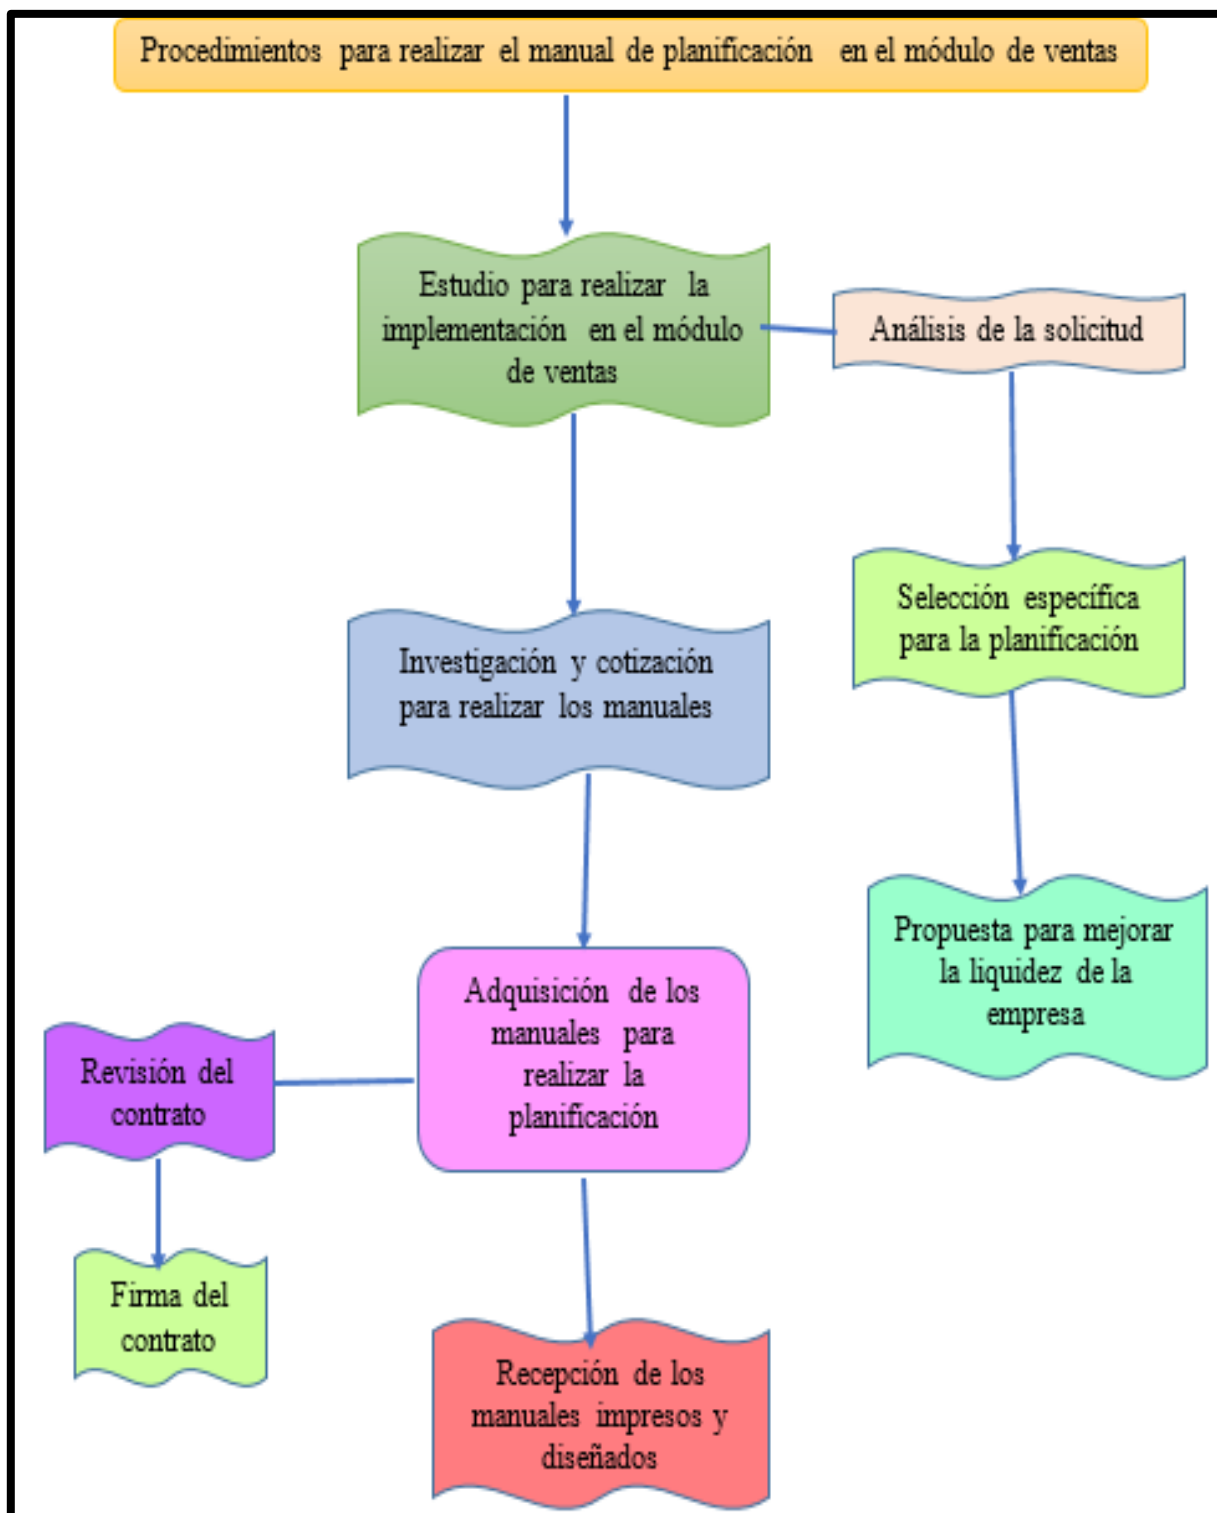 Procedimientos para realizar el manual de planificación en el módulo de ventas
Estudio para realizar la
implementación en el módulo
de ventas
Análisis de la solicitud
Selección específica
para la planificación
Investigación y cotización
para realizar los manuales
Propuesta para mejorar
la liquidez de la
empresa
Adquisición de los
manuales para
realizar la
planificación
Revisión del
contrato
Firma del
contrato
Recepción de los
manuales impresos y
diseñados